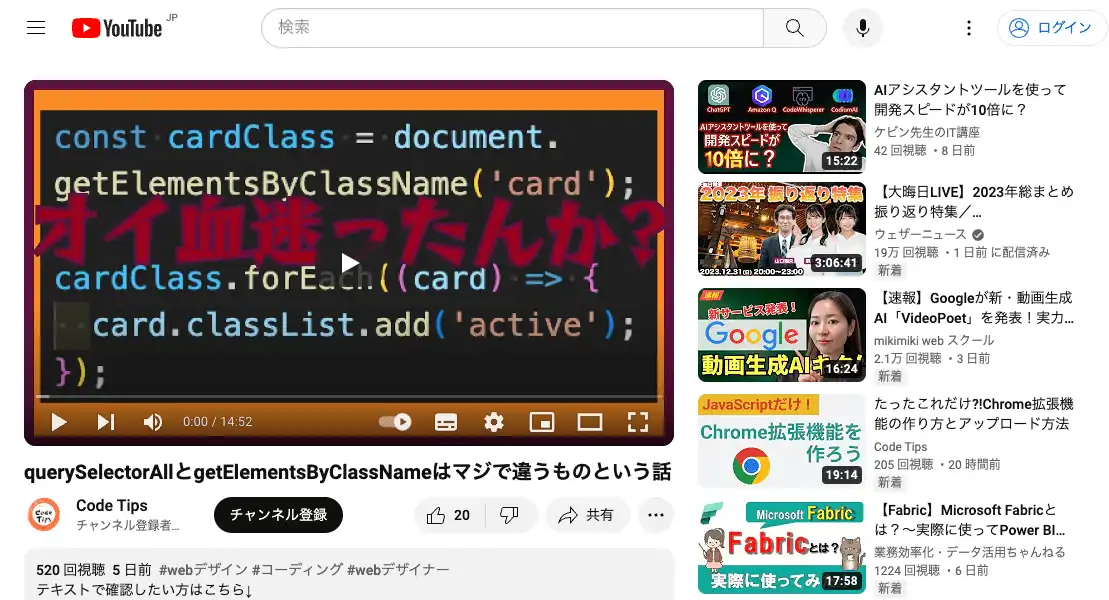 YouTube JP
検索
ログイン
const cardClass = document.
getElementsByClassName('card');
オイ血迷ったんか?
cardClass.forEach((card) => {
card.classList.add('active');
});
0:00 / 14:52
querySelectorAllとgetElementsByClassNameはマジで違うものという話
Code Tips
Code Tips
チャンネル登録者...
チャンネル登録
20
共有
520 回視聴 5 日前 #webデザイン #コーディング #webデザイナー
テキストで確認したい方はこちら↓
ChatGPT
Amazon Q
CodeWhisperer
CodiumAI
AIアシスタントツールを使って
開発スピードが
10倍に？
15:22
AIアシスタントツールを使って
開発スピードが10倍に？
ケビン先生のIT講座
42 回視聴 ・8 日前
2023年 振り返り特集
2023.12.31(日) 20:00~23:00
3:06:41
【大晦日LIVE】2023年総まとめ
振り返り特集／...
ウェザーニュース
19万 回視聴 ・1 日前 に配信済み
新着
速報
新サービス発表！
Google
動画生成AI
16:24
【速報】Googleが新・動画生成
AI「VideoPoet」を発表！実力...
mikimiki web スクール
2.1万 回視聴 ・3 日前
新着
JavaScriptだけ！
Chrome拡張機能を
作ろう
19:14
たったこれだけ?!Chrome拡張機
能の作り方とアップロード方法
Code Tips
205 回視聴 ・20 時間前
新着
Microsoft Fabric
Fabricとは？
実際に使ってみ
17:58
【Fabric】Microsoft Fabricと
は？～実際に使ってPower BI...
業務効率化・データ活用ちゃんねる
1224 回視聴 ・6 日前
新着